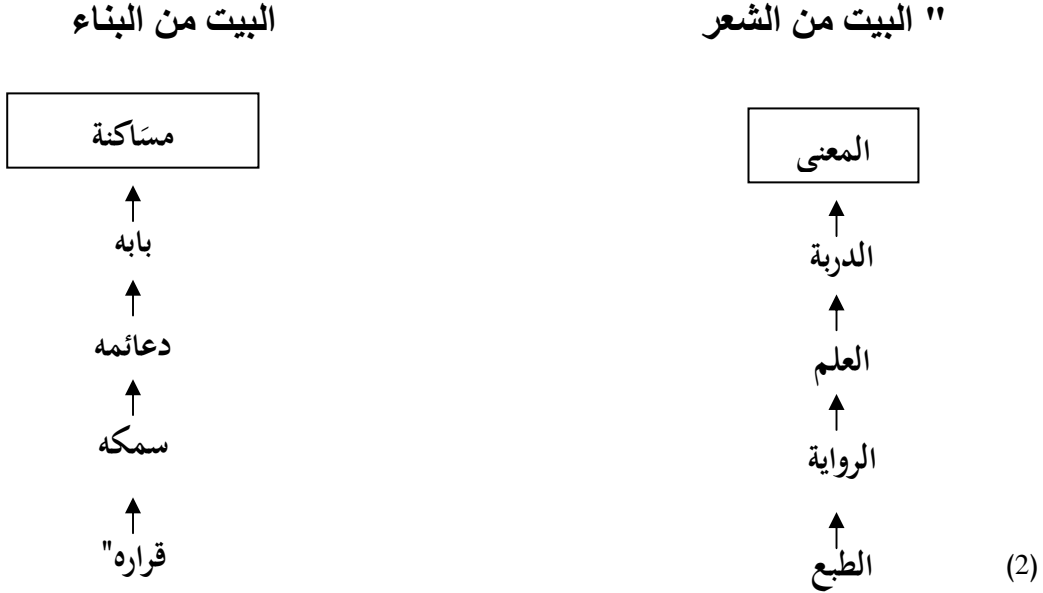 " البيت من الشعر البيت من البناء
المعنى مسَاكنة
الدربة بابه
العلم دعائمه
الرواية سمكه
الطبع قراره"
(2)